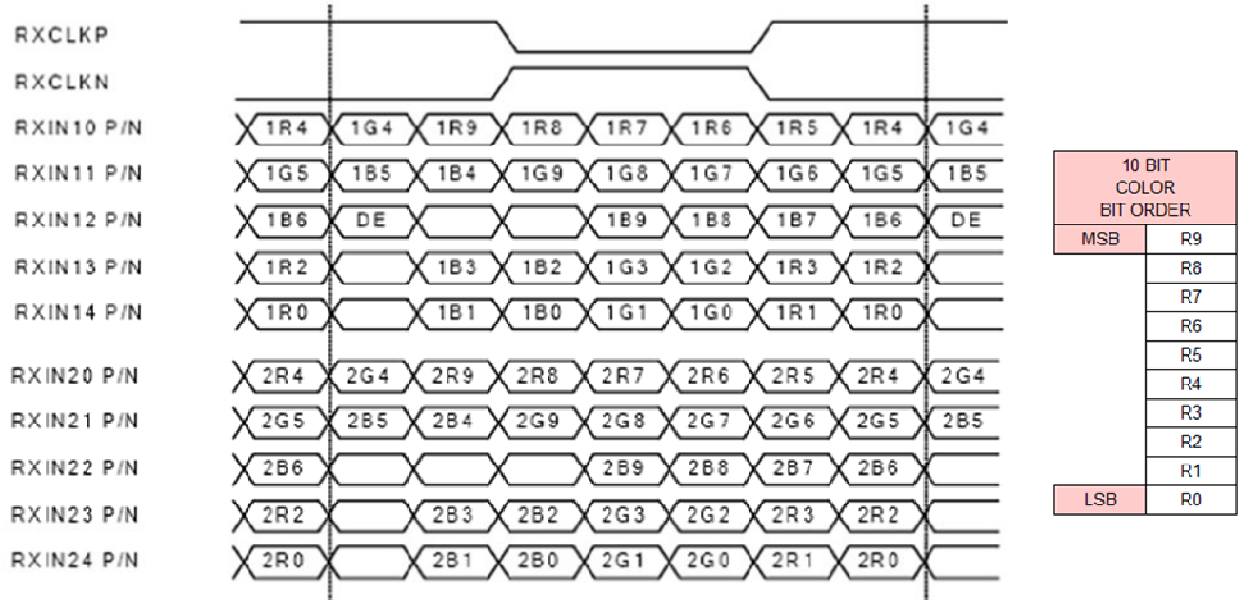 RXCLKP
RXCLKN
RXIN10 P/N 1R4 1G4 1R9 1R8 1R7 1R6 1R5 1R4 1G4
RXIN11 P/N 1G5 1B5 1B4 1G9 1G8 1G7 1G6 1G5 1B5
RXIN12 P/N 1B6 DE 1B9 1B8 1B7 1B6 DE
RXIN13 P/N 1R2 1B3 1B2 1G3 1G2 1R3 1R2
RXIN14 P/N 1R0 1B1 1B0 1G1 1G0 1R1 1R0
RXIN20 P/N 2R4 2G4 2R9 2R8 2R7 2R6 2R5 2R4 2G4
RXIN21 P/N 2G5 2B5 2B4 2G9 2G8 2G7 2G6 2G5 2B5
RXIN22 P/N 2B6 2B9 2B8 2B7 2B6
RXIN23 P/N 2R2 2B3 2B2 2G3 2G2 2R3 2R2
RXIN24 P/N 2R0 2B1 2B0 2G1 2G0 2R1 2R0
10 BIT
COLOR
BIT ORDER
MSB R9
R8
R7
R6
R5
R4
R3
R2
R1
LSB R0